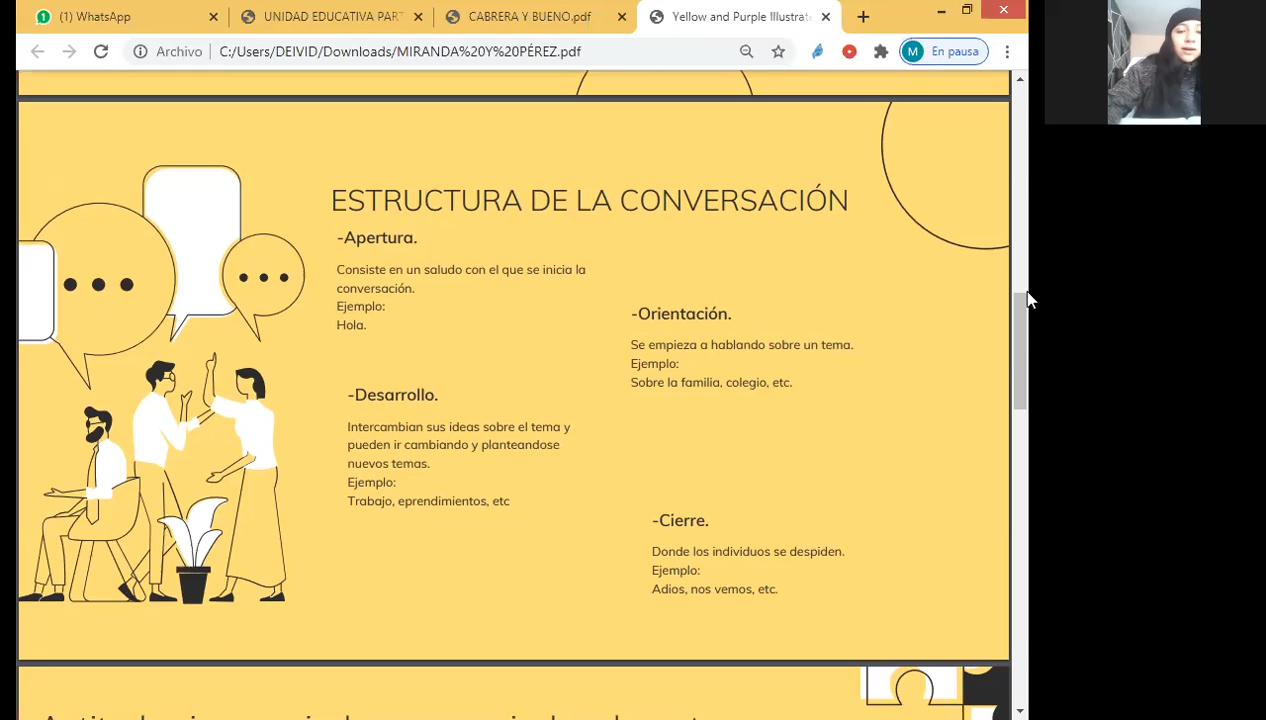 (1) WhatsApp
UNIDAD EDUCATIVA PART
CABRERA Y BUENO.pdf
Yellow and Purple Illustrat
Archivo
C:/Users/DEIVID/Downloads/MIRANDA%20Y%20PÉREZ.pdf
M
En pausa
ESTRUCTURA DE LA CONVERSACIÓN
-Apertura.
Consiste en un saludo con el que se inicia la
conversación.
Ejemplo:
Hola.
-Orientación.
Se empieza a hablando sobre un tema.
Ejemplo:
Sobre la familia, colegio, etc.
-Desarrollo.
Intercambian sus ideas sobre el tema y
pueden ir cambiando y planteandose
nuevos temas.
Ejemplo:
Trabajo, eprendimientos, etc
-Cierre.
Donde los individuos se despiden.
Ejemplo:
Adios, nos vemos, etc.